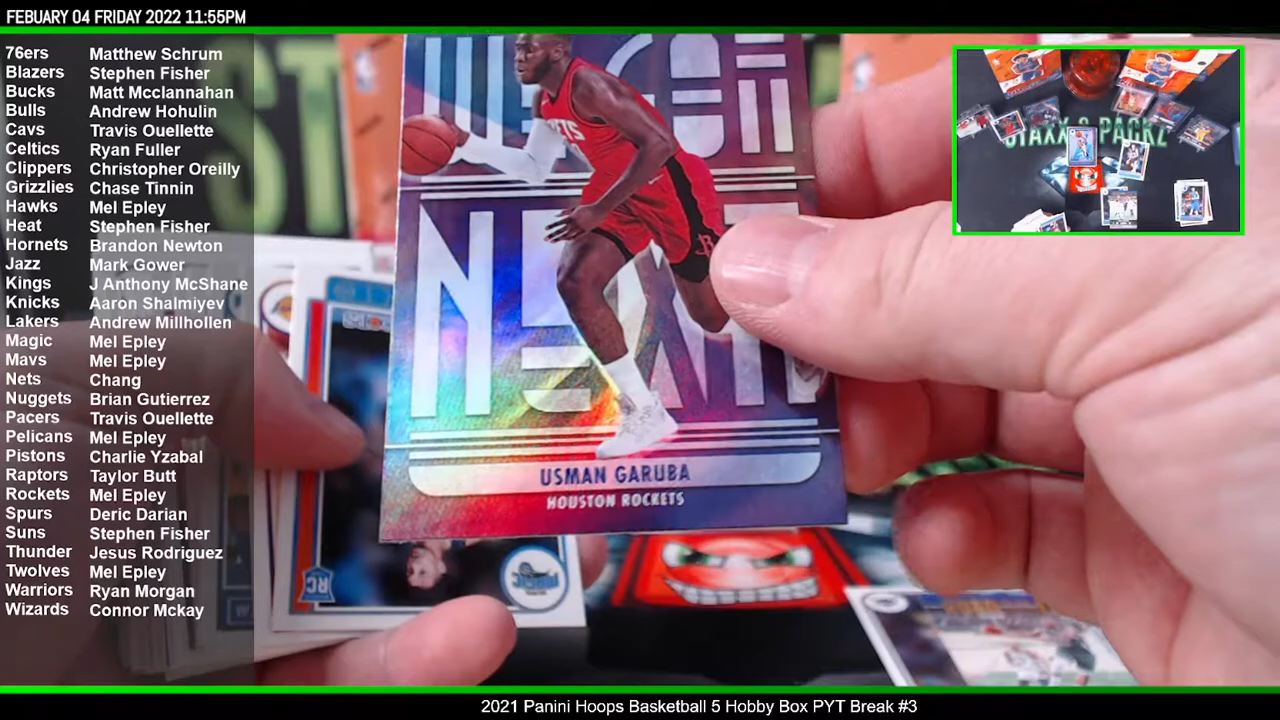 FEBUARY 04 FRIDAY 2022 11:55PM
76ers Matthew Schrum
Blazers Stephen Fisher
Bucks Matt Mcclannahan
Bulls Andrew Hohulin
Cavs Travis Ouellette
Celtics Ryan Fuller
Clippers Christopher Oreilly
Grizzlies Chase Tinnin
Hawks Mel Epley
Heat Stephen Fisher
Hornets Brandon Newton
Jazz Mark Gower
Kings J Anthony McShane
Knicks Aaron Shalmiyev
Lakers Andrew Millhollen
Magic Mel Epley
Mavs Mel Epley
Nets Chang
Nuggets Brian Gutierrez
Pacers Travis Ouellette
Pelicans Mel Epley
Pistons Charlie Yzabal
Raptors Taylor Butt
Rockets Mel Epley
Spurs Deric Darian
Suns Stephen Fisher
Thunder Jesus Rodriguez
Twolves Mel Epley
Warriors Ryan Morgan
Wizards Connor Mckay
NEXT
USMAN GARUBA
HOUSTON ROCKETS
RC
MAGIC
STAXX & PACKZ
2021 Panini Hoops Basketball 5 Hobby Box PYT Break #3